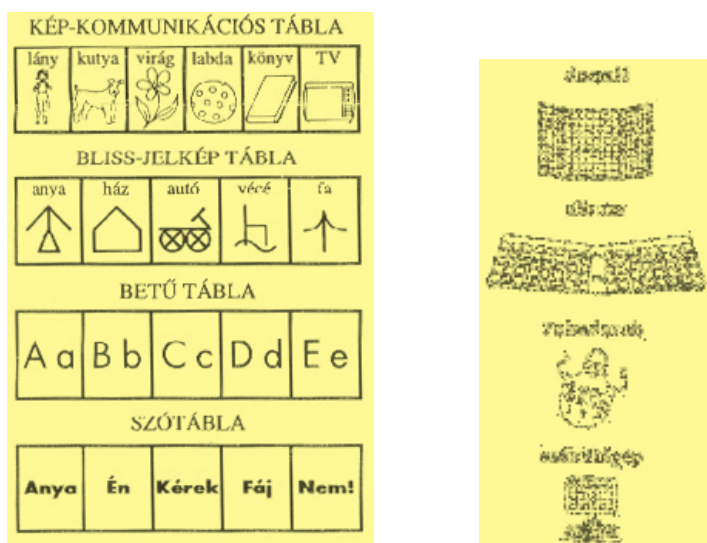 KÉP-KOMMUNIKÁCIÓS TÁBLA
lány kutya virág labda könyv TV
BLISS-JELKÉP TÁBLA
anya ház autó vécé fa
BETŰ TÁBLA
A a B b C c D d E e
SZÓTÁBLA
Anya Én Kérek Fáj Nem!